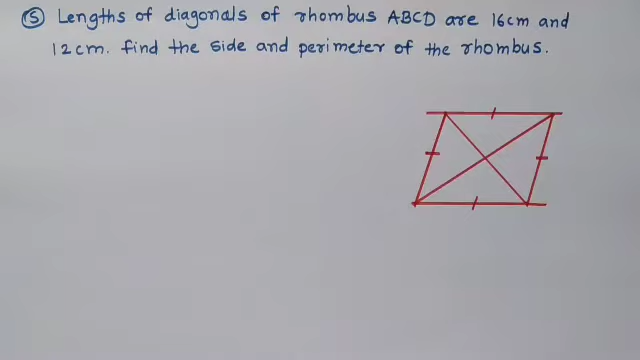 (5) Lengths of diagonals of rhombus ABCD are 16cm and
12cm. find the side and perimeter of the rhombus.